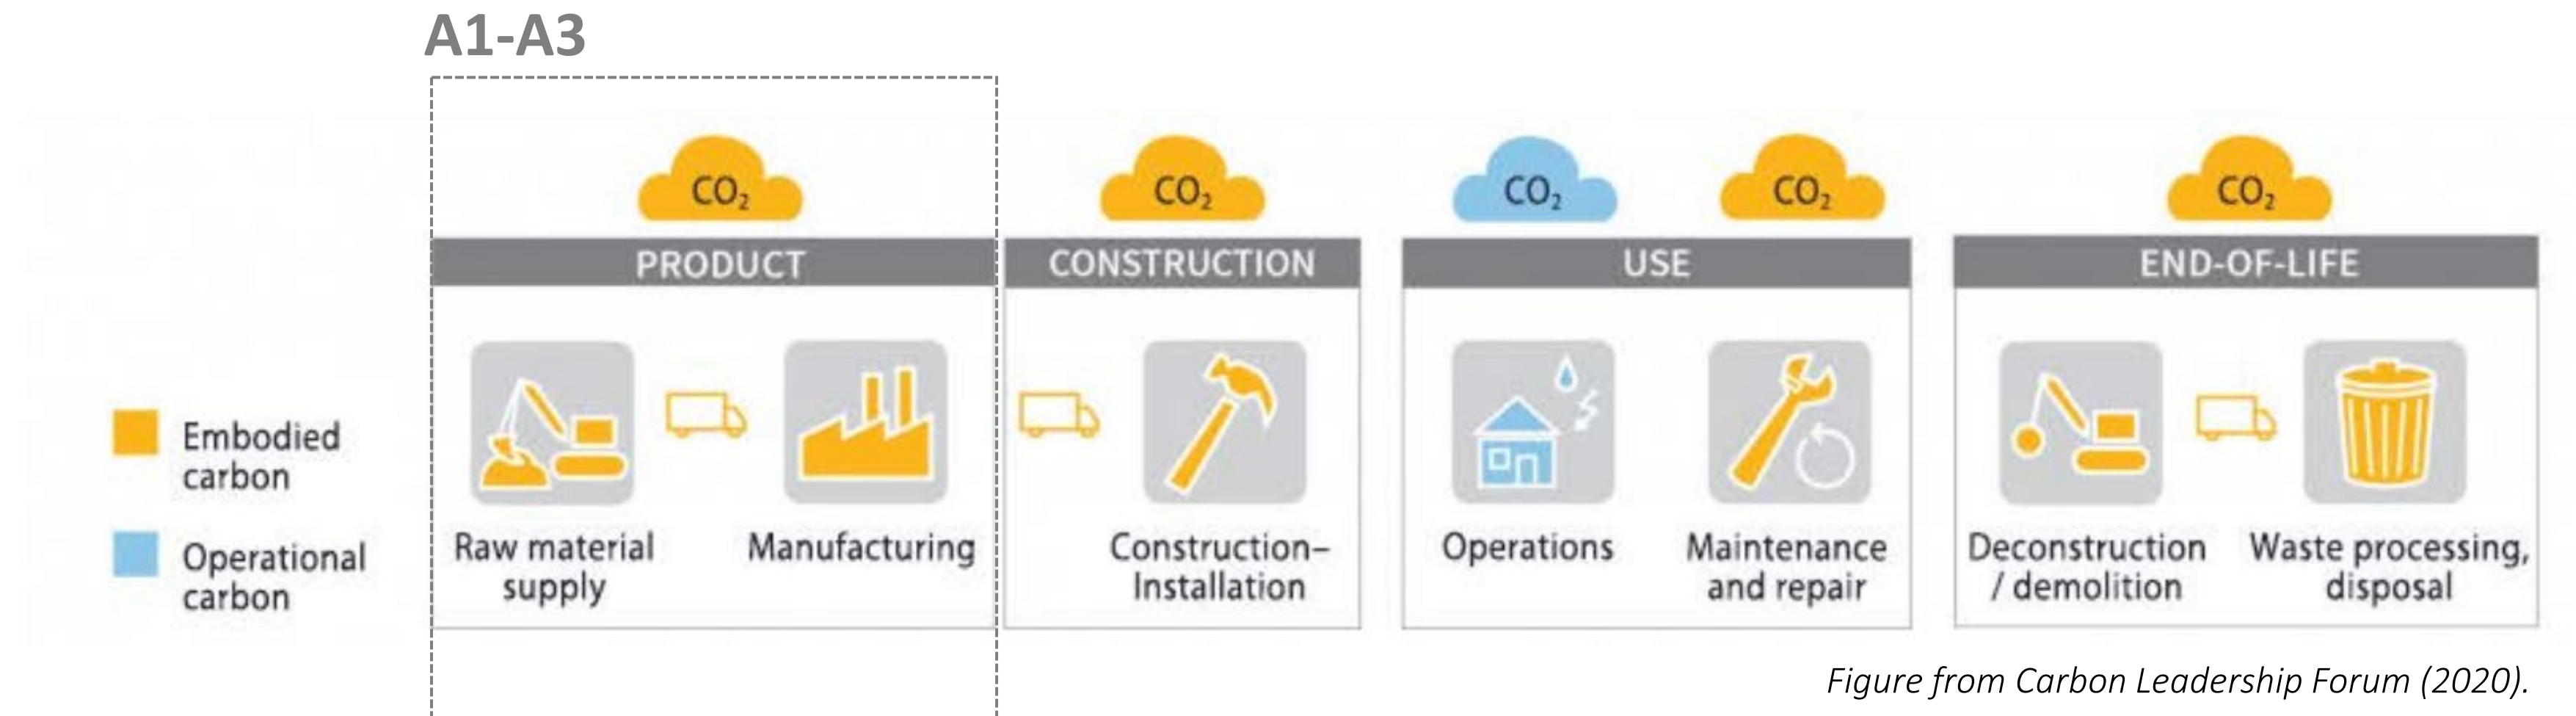 A1-A3
CO₂
CO₂
CO₂
CO₂
CO₂
PRODUCT
CONSTRUCTION
USE
END-OF-LIFE
Embodied
carbon
Operational
carbon
Raw material
supply
Manufacturing
Construction–
Installation
Operations
Maintenance
and repair
Deconstruction
/ demolition
Waste processing,
disposal
Figure from Carbon Leadership Forum (2020).